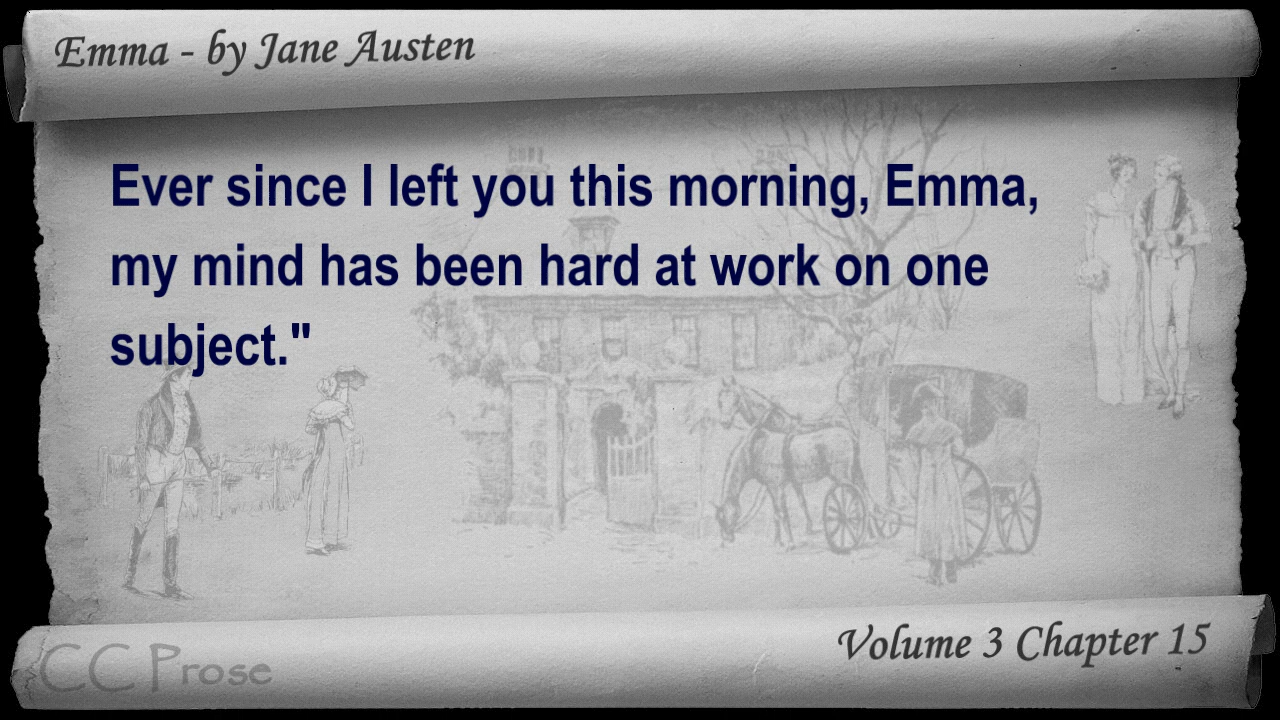 Emma - by Jane Austen
Ever since I left you this morning, Emma,
my mind has been hard at work on one
subject."
Volume 3 Chapter 15
CC Prose